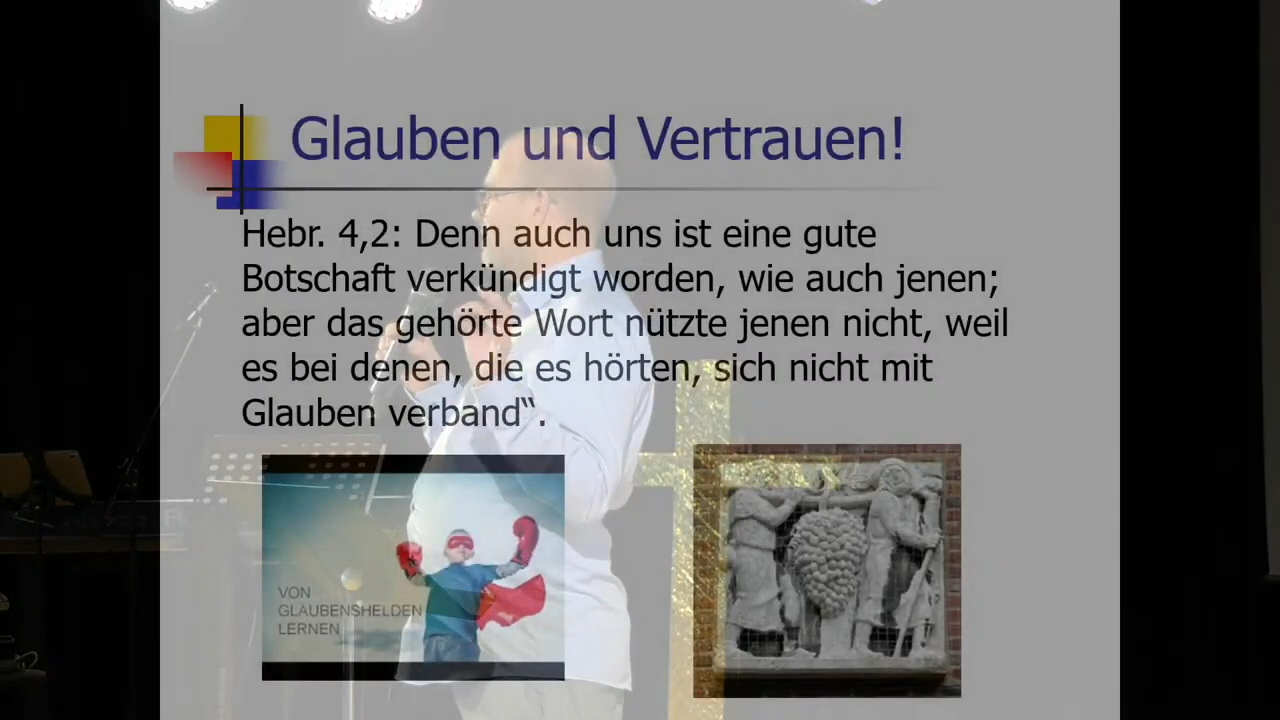 Glauben und Vertrauen!
Hebr. 4,2: Denn auch uns ist eine gute
Botschaft verkündigt worden, wie auch jenen;
aber das gehörte Wort nützte jenen nicht, weil
es bei denen, die es hörten, sich nicht mit
Glauben verband“.
VON
GLAUBENSHELDEN
LERNEN